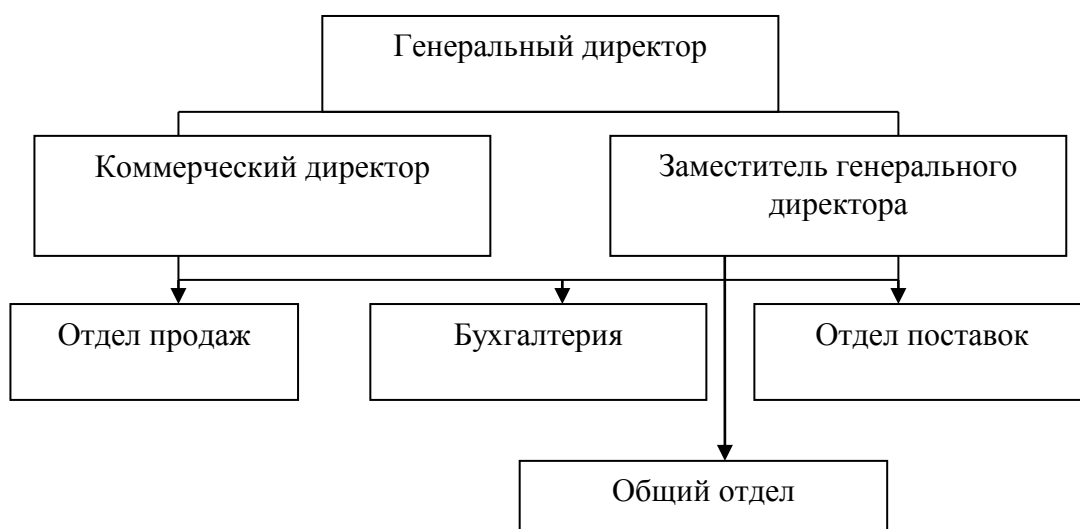 Генеральный директор
Коммерческий директор
Заместитель генерального
директора
Отдел продаж
Бухгалтерия
Отдел поставок
Общий отдел